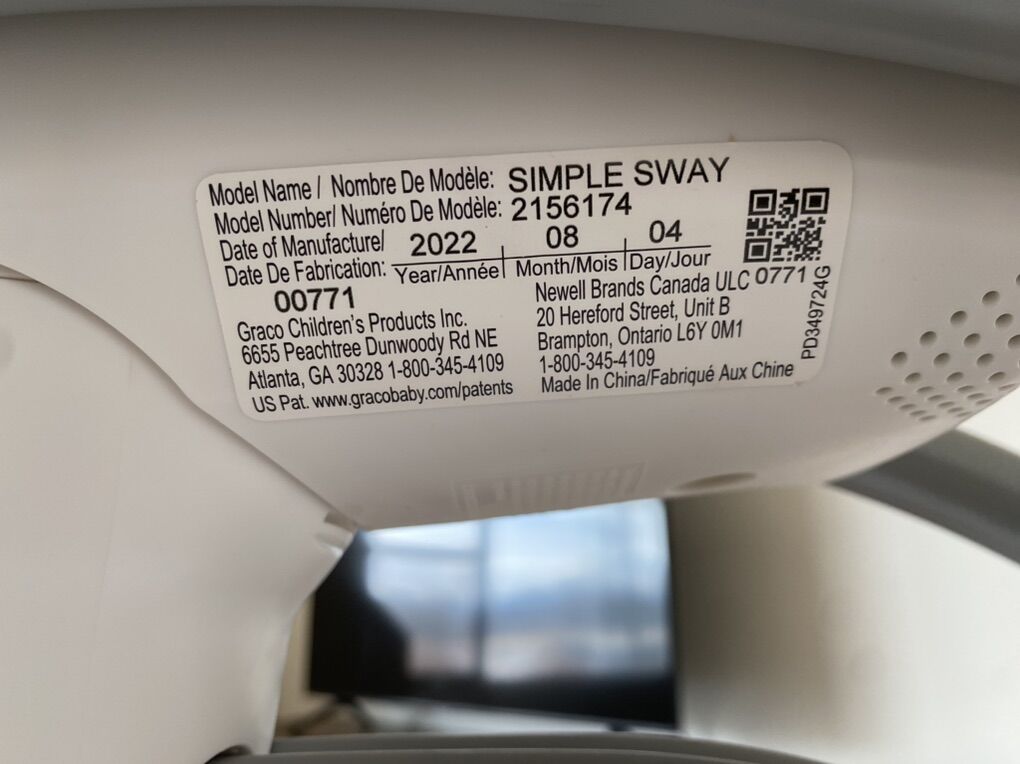 Model Name / Nombre De Modèle: SIMPLE SWAY
Model Number/ Numéro De Modèle: 2156174
Date of Manufacture/
Date De Fabrication: 2022 08 04
Year/Année Month/Mois Day/Jour
00771
Graco Children's Products Inc.
6655 Peachtree Dunwoody Rd NE
Atlanta, GA 30328 1-800-345-4109
US Pat. www.gracobaby.com/patents
Newell Brands Canada ULC
20 Hereford Street, Unit B
Brampton, Ontario L6Y 0M1
1-800-345-4109
Made In China/Fabriqué Aux Chine
0771
PD349724G